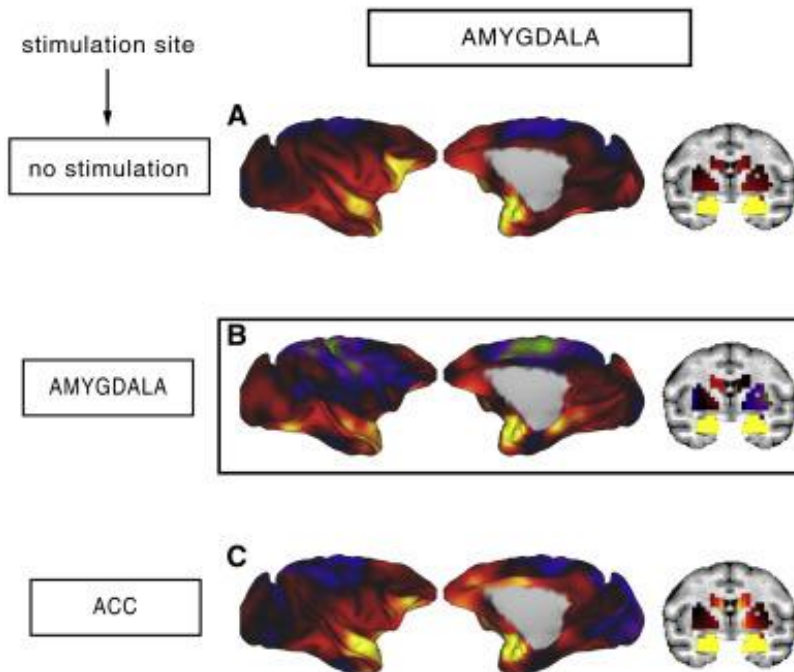 AMYGDALA
stimulation site
A
no stimulation
B
AMYGDALA
C
ACC